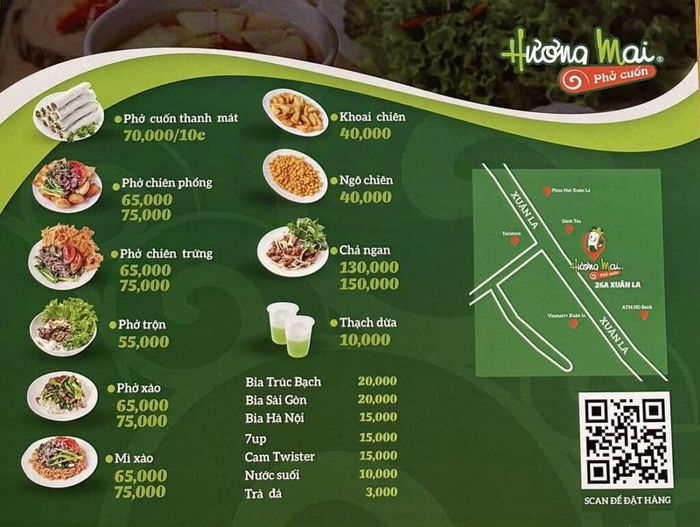 Hương Mai®
Phở cuốn
Phở cuốn thanh mát
70,000/10c
Phở chiên phồng
65,000
75,000
Phở chiên trứng
65,000
75,000
Phở trộn
55,000
Phở xào
65,000
75,000
Mì xào
65,000
75,000
Khoai chiên
40,000
Ngô chiên
40,000
Chả ngan
130,000
150,000
Thạch dừa
10,000
Bia Trúc Bạch 20,000
Bia Sài Gòn 20,000
Bia Hà Nội 15,000
7up 15,000
Cam Twister 15,000
Nước suối 10,000
Trà đá 3,000
XUÂN LA
Pizza Hut Xuân La
Tocotoco
Hương Mai
Phở cuốn
26A XUÂN LA
Vinmart+ Xuân la
ATM HD Bank
XUÂN LA
SCAN ĐỂ ĐẶT HÀNG